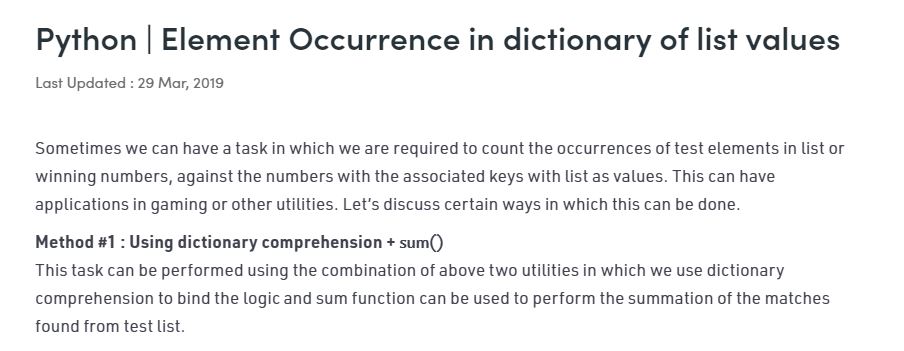 Python | Element Occurrence in dictionary of list values
Last Updated : 29 Mar, 2019
Sometimes we can have a task in which we are required to count the occurrences of test elements in list or
winning numbers, against the numbers with the associated keys with list as values. This can have
applications in gaming or other utilities. Let’s discuss certain ways in which this can be done.
Method #1 : Using dictionary comprehension + sum()
This task can be performed using the combination of above two utilities in which we use dictionary
comprehension to bind the logic and sum function can be used to perform the summation of the matches
found from test list.